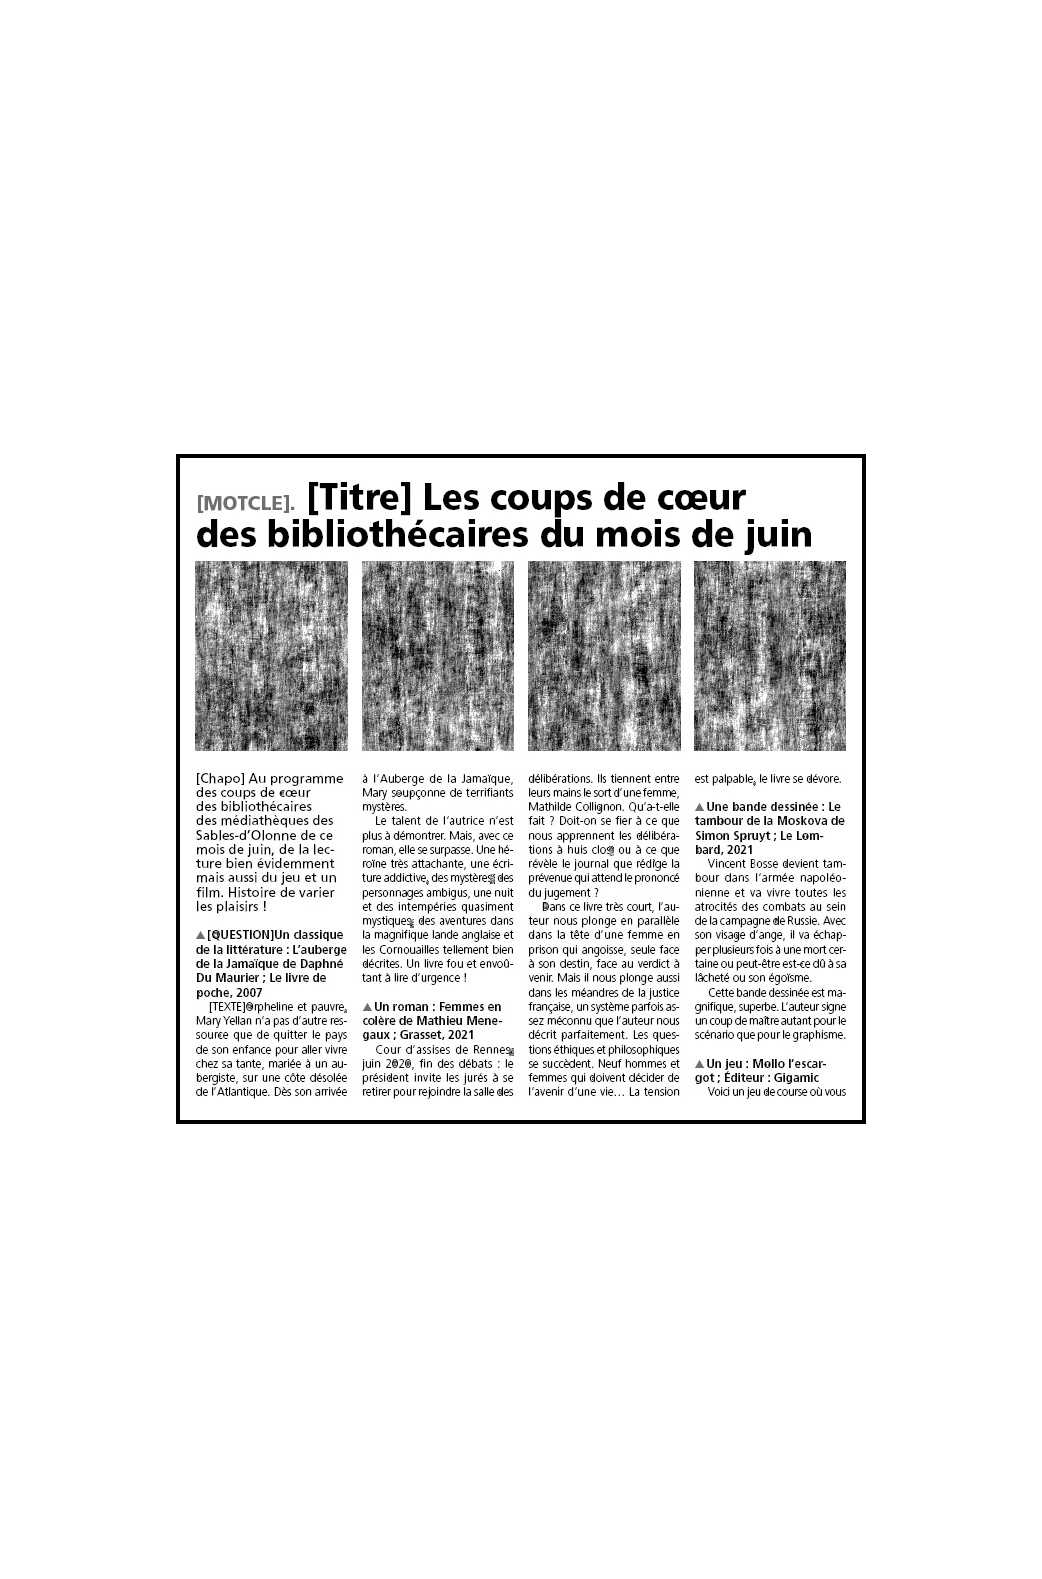 [MOTCLE]. [Titre] Les coups de cœur
des bibliothécaires du mois de juin
[Chapo] Au programme
des coups de cœur
des bibliothécaires
des médiathèques des
Sables-d'Olonne de ce
mois de juin, de la lec-
ture bien évidemment
mais aussi du jeu et un
film. Histoire de varier
les plaisirs !
▲[QUESTION]Un classique
de la littérature : L'auberge
de la Jamaïque de Daphné
Du Maurier ; Le livre de
poche, 2007
[TEXTE]Orpheline et pauvre,
Mary Yellan n'a pas d'autre res-
source que de quitter le pays
de son enfance pour aller vivre
chez sa tante, mariée à un au-
bergiste, sur une côte désolée
de l'Atlantique. Dès son arrivée
à l'Auberge de la Jamaïque,
Mary soupçonne de terrifiants
mystères.
Le talent de l'autrice n'est
plus à démontrer. Mais, avec ce
roman, elle se surpasse. Une hé-
roïne très attachante, une écri-
ture addictive, des mystères, des
personnages ambigus, une nuit
et des intempéries quasiment
mystiques, des aventures dans
la magnifique lande anglaise et
les Cornouailles tellement bien
décrites. Un livre fou et envoû-
tant à lire d'urgence !
▲Un roman : Femmes en
colère de Mathieu Mene-
gaux ; Grasset, 2021
Cour d'assises de Rennes,
juin 2020, fin des débats : le
président invite les jurés à se
retirer pour rejoindre la salle des
délibérations. Ils tiennent entre
leurs mains le sort d'une femme,
Mathilde Collignon. Qu'a-t-elle
fait ? Doit-on se fier à ce que
nous apprennent les délibéra-
tions à huis clos, ou à ce que
révèle le journal que rédige la
prévenue qui attend le prononcé
du jugement ?
Dans ce livre très court, l'au-
teur nous plonge en parallèle
dans la tête d'une femme en
prison qui angoisse, seule face
à son destin, face au verdict à
venir. Mais il nous plonge aussi
dans les méandres de la justice
française, un système parfois as-
sez méconnu que l'auteur nous
décrit parfaitement. Les ques-
tions éthiques et philosophiques
se succèdent. Neuf hommes et
femmes qui doivent décider de
l'avenir d'une vie... La tension
est palpable, le livre se dévore.
▲Une bande dessinée : Le
tambour de la Moskova de
Simon Spruyt ; Le Lom-
bard, 2021
Vincent Bosse devient tam-
bour dans l'armée napoléo-
nienne et va vivre toutes les
atrocités des combats au sein
de la campagne de Russie. Avec
son visage d'ange, il va échap-
per plusieurs fois à une mort cer-
taine ou peut-être est-ce dû à sa
lâcheté ou son égoïsme.
Cette bande dessinée est ma-
gnifique, superbe. L'auteur signe
un coup de maître autant pour le
scénario que pour le graphisme.
▲Un jeu : Mollo l'escar-
got ; Éditeur : Gigamic
Voici un jeu de course où vous